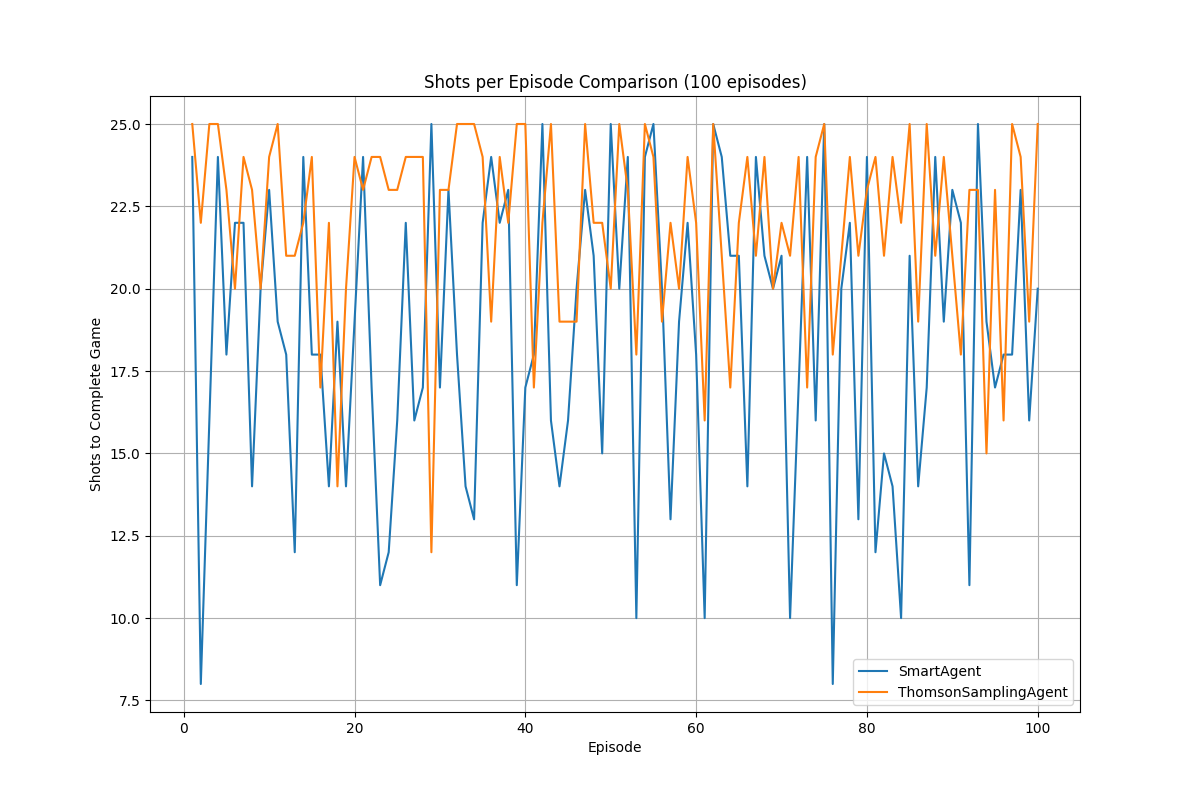 Shots per Episode Comparison (100 episodes)
Shots to Complete Game
25.0
22.5
20.0
17.5
15.0
12.5
10.0
7.5
0 20 40 60 80 100
Episode
SmartAgent
ThomsonSamplingAgent